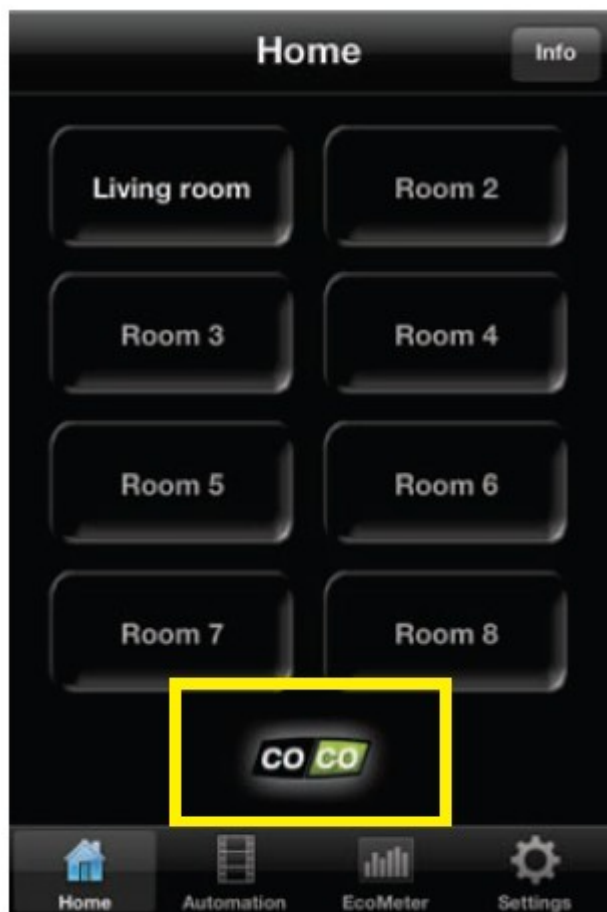 Home Info
Living room Room 2
Room 3 Room 4
Room 5 Room 6
Room 7 Room 8
CO CO
Home Automation EcoMeter Settings